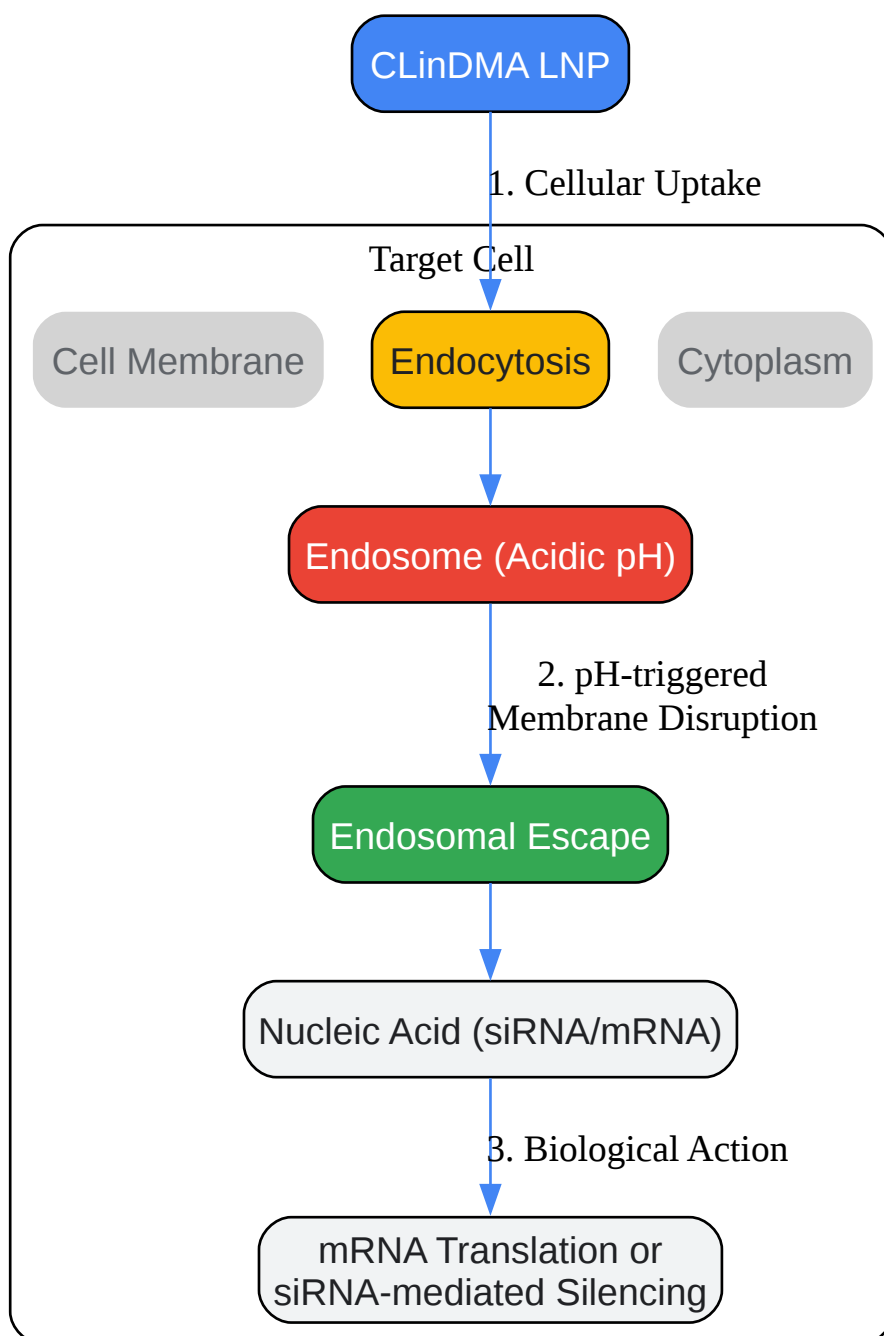 CLinDMA LNP
1. Cellular Uptake
Target Cell
Cell Membrane
Endocytosis
Cytoplasm
Endosome (Acidic pH)
2. pH-triggered
Membrane Disruption
Endosomal Escape
Nucleic Acid (siRNA/mRNA)
3. Biological Action
mRNA Translation or
siRNA-mediated Silencing